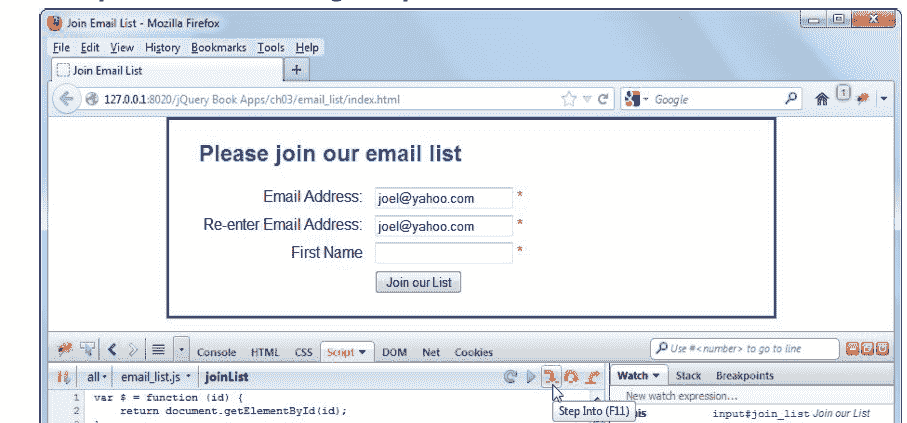 Join Email List - Mozilla Firefox
File Edit View History Bookmarks Tools Help
Join Email List +
127.0.0.1:8020/jQuery Book Apps/ch03/email_list/index.html Google 1
Please join our email list
Email Address: joel@yahoo.com *
Re-enter Email Address: joel@yahoo.com *
First Name *
Join our List
Console HTML CSS Script DOM Net Cookies Use #<number> to go to line
all email_list.js joinList Watch Stack Breakpoints
1 var $ = function (id) { New watch expression...
2 return document.getElementById(id); Step Into (F11) input#join_list Join our List